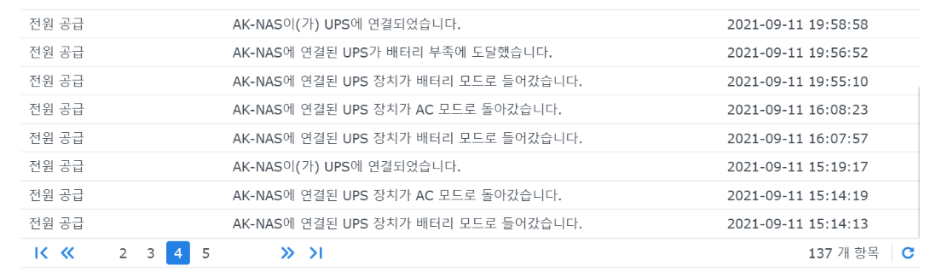 전원 공급 AK-NAS이(가) UPS에 연결되었습니다. 2021-09-11 19:58:58
전원 공급 AK-NAS에 연결된 UPS가 배터리 부족에 도달했습니다. 2021-09-11 19:56:52
전원 공급 AK-NAS에 연결된 UPS 장치가 배터리 모드로 들어갔습니다. 2021-09-11 19:55:10
전원 공급 AK-NAS에 연결된 UPS 장치가 AC 모드로 돌아갔습니다. 2021-09-11 16:08:23
전원 공급 AK-NAS에 연결된 UPS 장치가 배터리 모드로 들어갔습니다. 2021-09-11 16:07:57
전원 공급 AK-NAS이(가) UPS에 연결되었습니다. 2021-09-11 15:19:17
전원 공급 AK-NAS에 연결된 UPS 장치가 AC 모드로 돌아갔습니다. 2021-09-11 15:14:19
전원 공급 AK-NAS에 연결된 UPS 장치가 배터리 모드로 들어갔습니다. 2021-09-11 15:14:13
2 3 4 5 137 개 항목